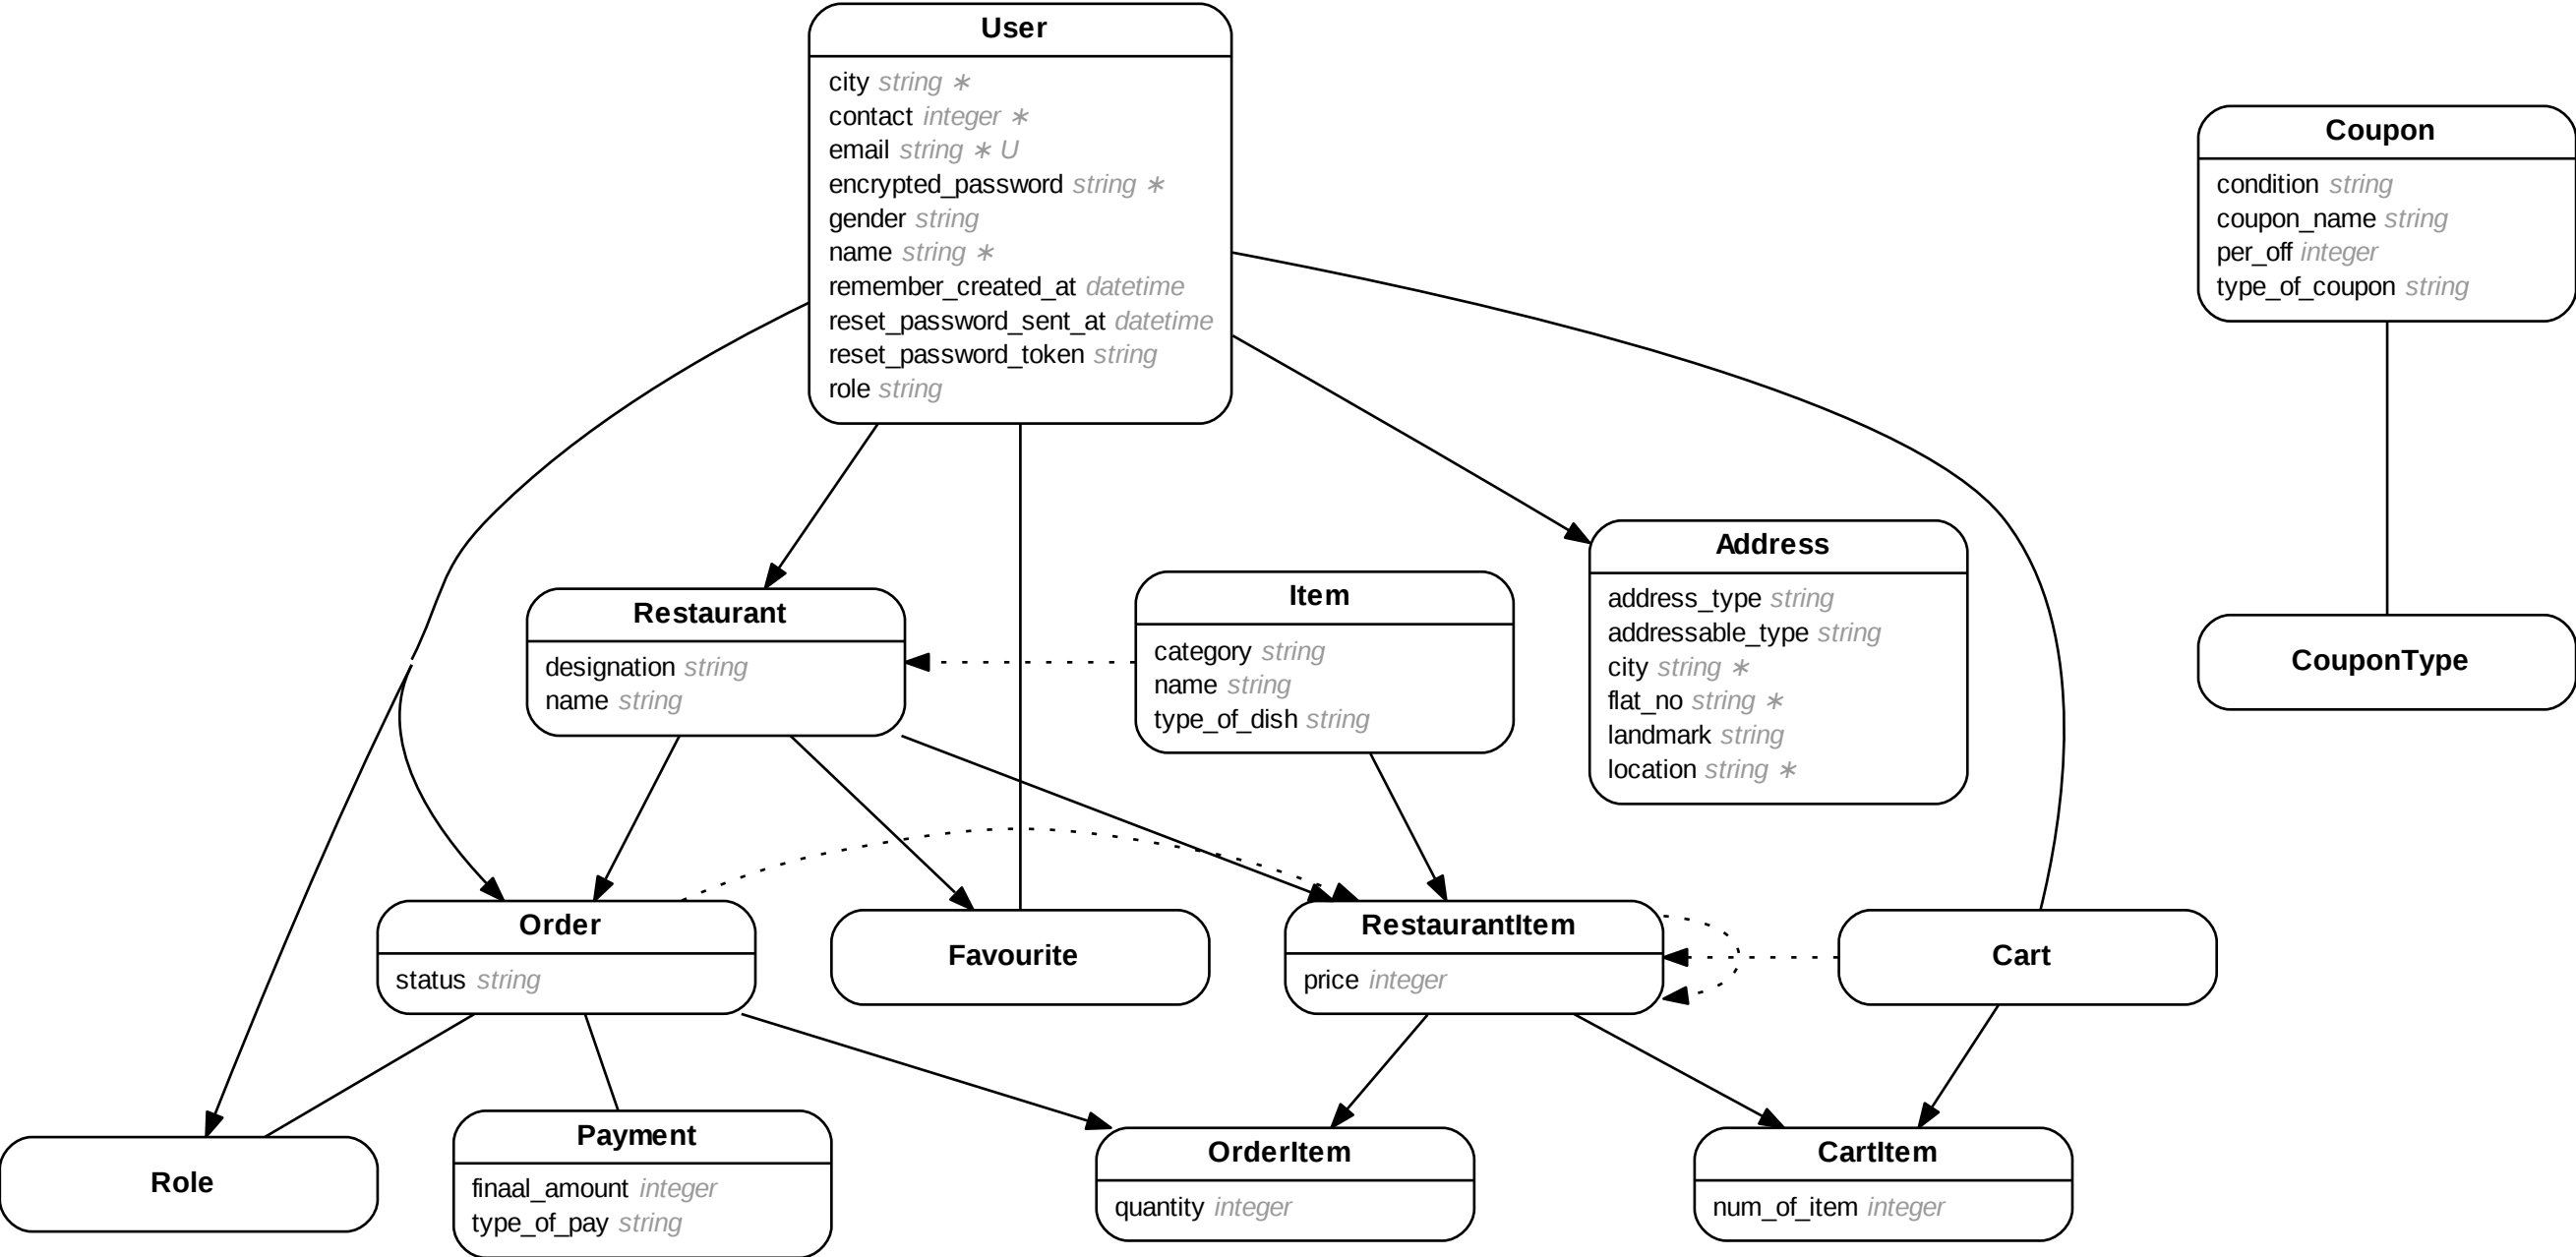 User
city string ∗
contact integer ∗
email string ∗ U
encrypted_password string ∗
gender string
name string ∗
remember_created_at datetime
reset_password_sent_at datetime
reset_password_token string
role string
Coupon
condition string
coupon_name string
per_off integer
type_of_coupon string
Restaurant
designation string
name string
Item
category string
name string
type_of_dish string
Address
address_type string
addressable_type string
city string ∗
flat_no string ∗
landmark string
location string ∗
CouponType
Order
status string
Favourite
RestaurantItem
price integer
Cart
Role
Payment
finaal_amount integer
type_of_pay string
OrderItem
quantity integer
CartItem
num_of_item integer